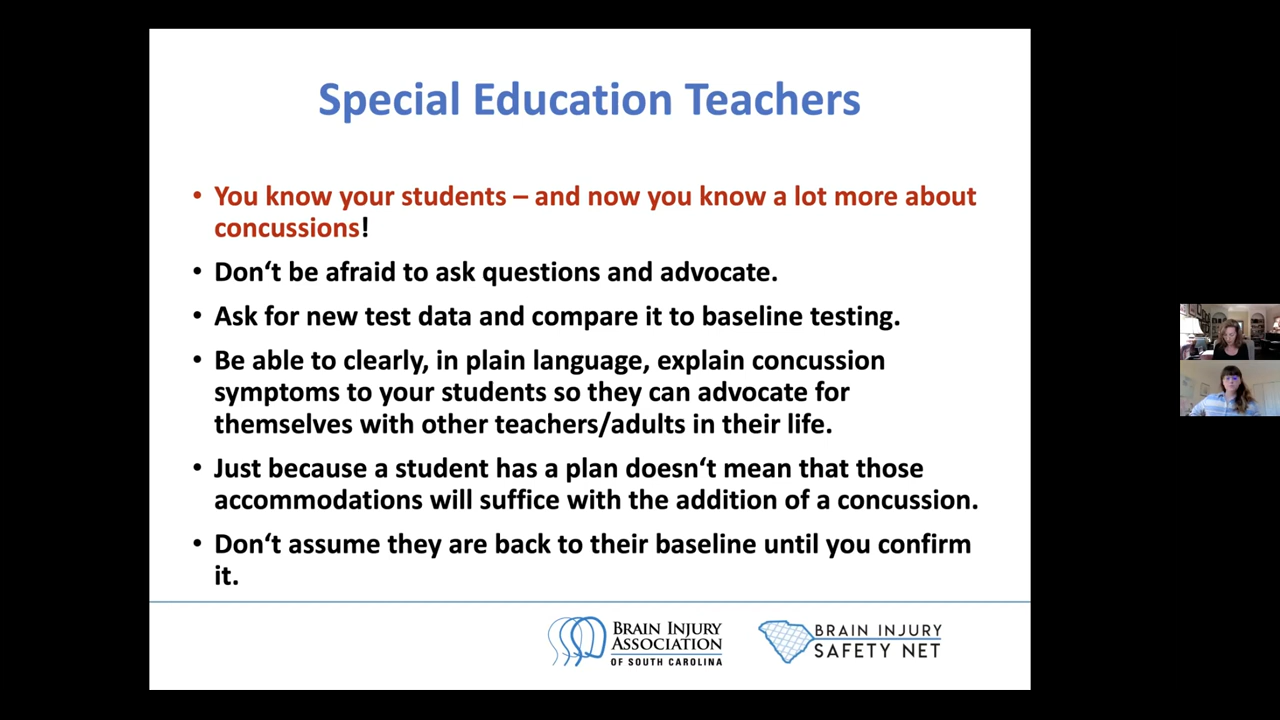 Special Education Teachers
• You know your students – and now you know a lot more about
concussions!
• Don‘t be afraid to ask questions and advocate.
• Ask for new test data and compare it to baseline testing.
• Be able to clearly, in plain language, explain concussion
symptoms to your students so they can advocate for
themselves with other teachers/adults in their life.
• Just because a student has a plan doesn‘t mean that those
accommodations will suffice with the addition of a concussion.
• Don‘t assume they are back to their baseline until you confirm
it.
BRAIN INJURY
ASSOCIATION
OF SOUTH CAROLINA
BRAIN INJURY
SAFETY NET